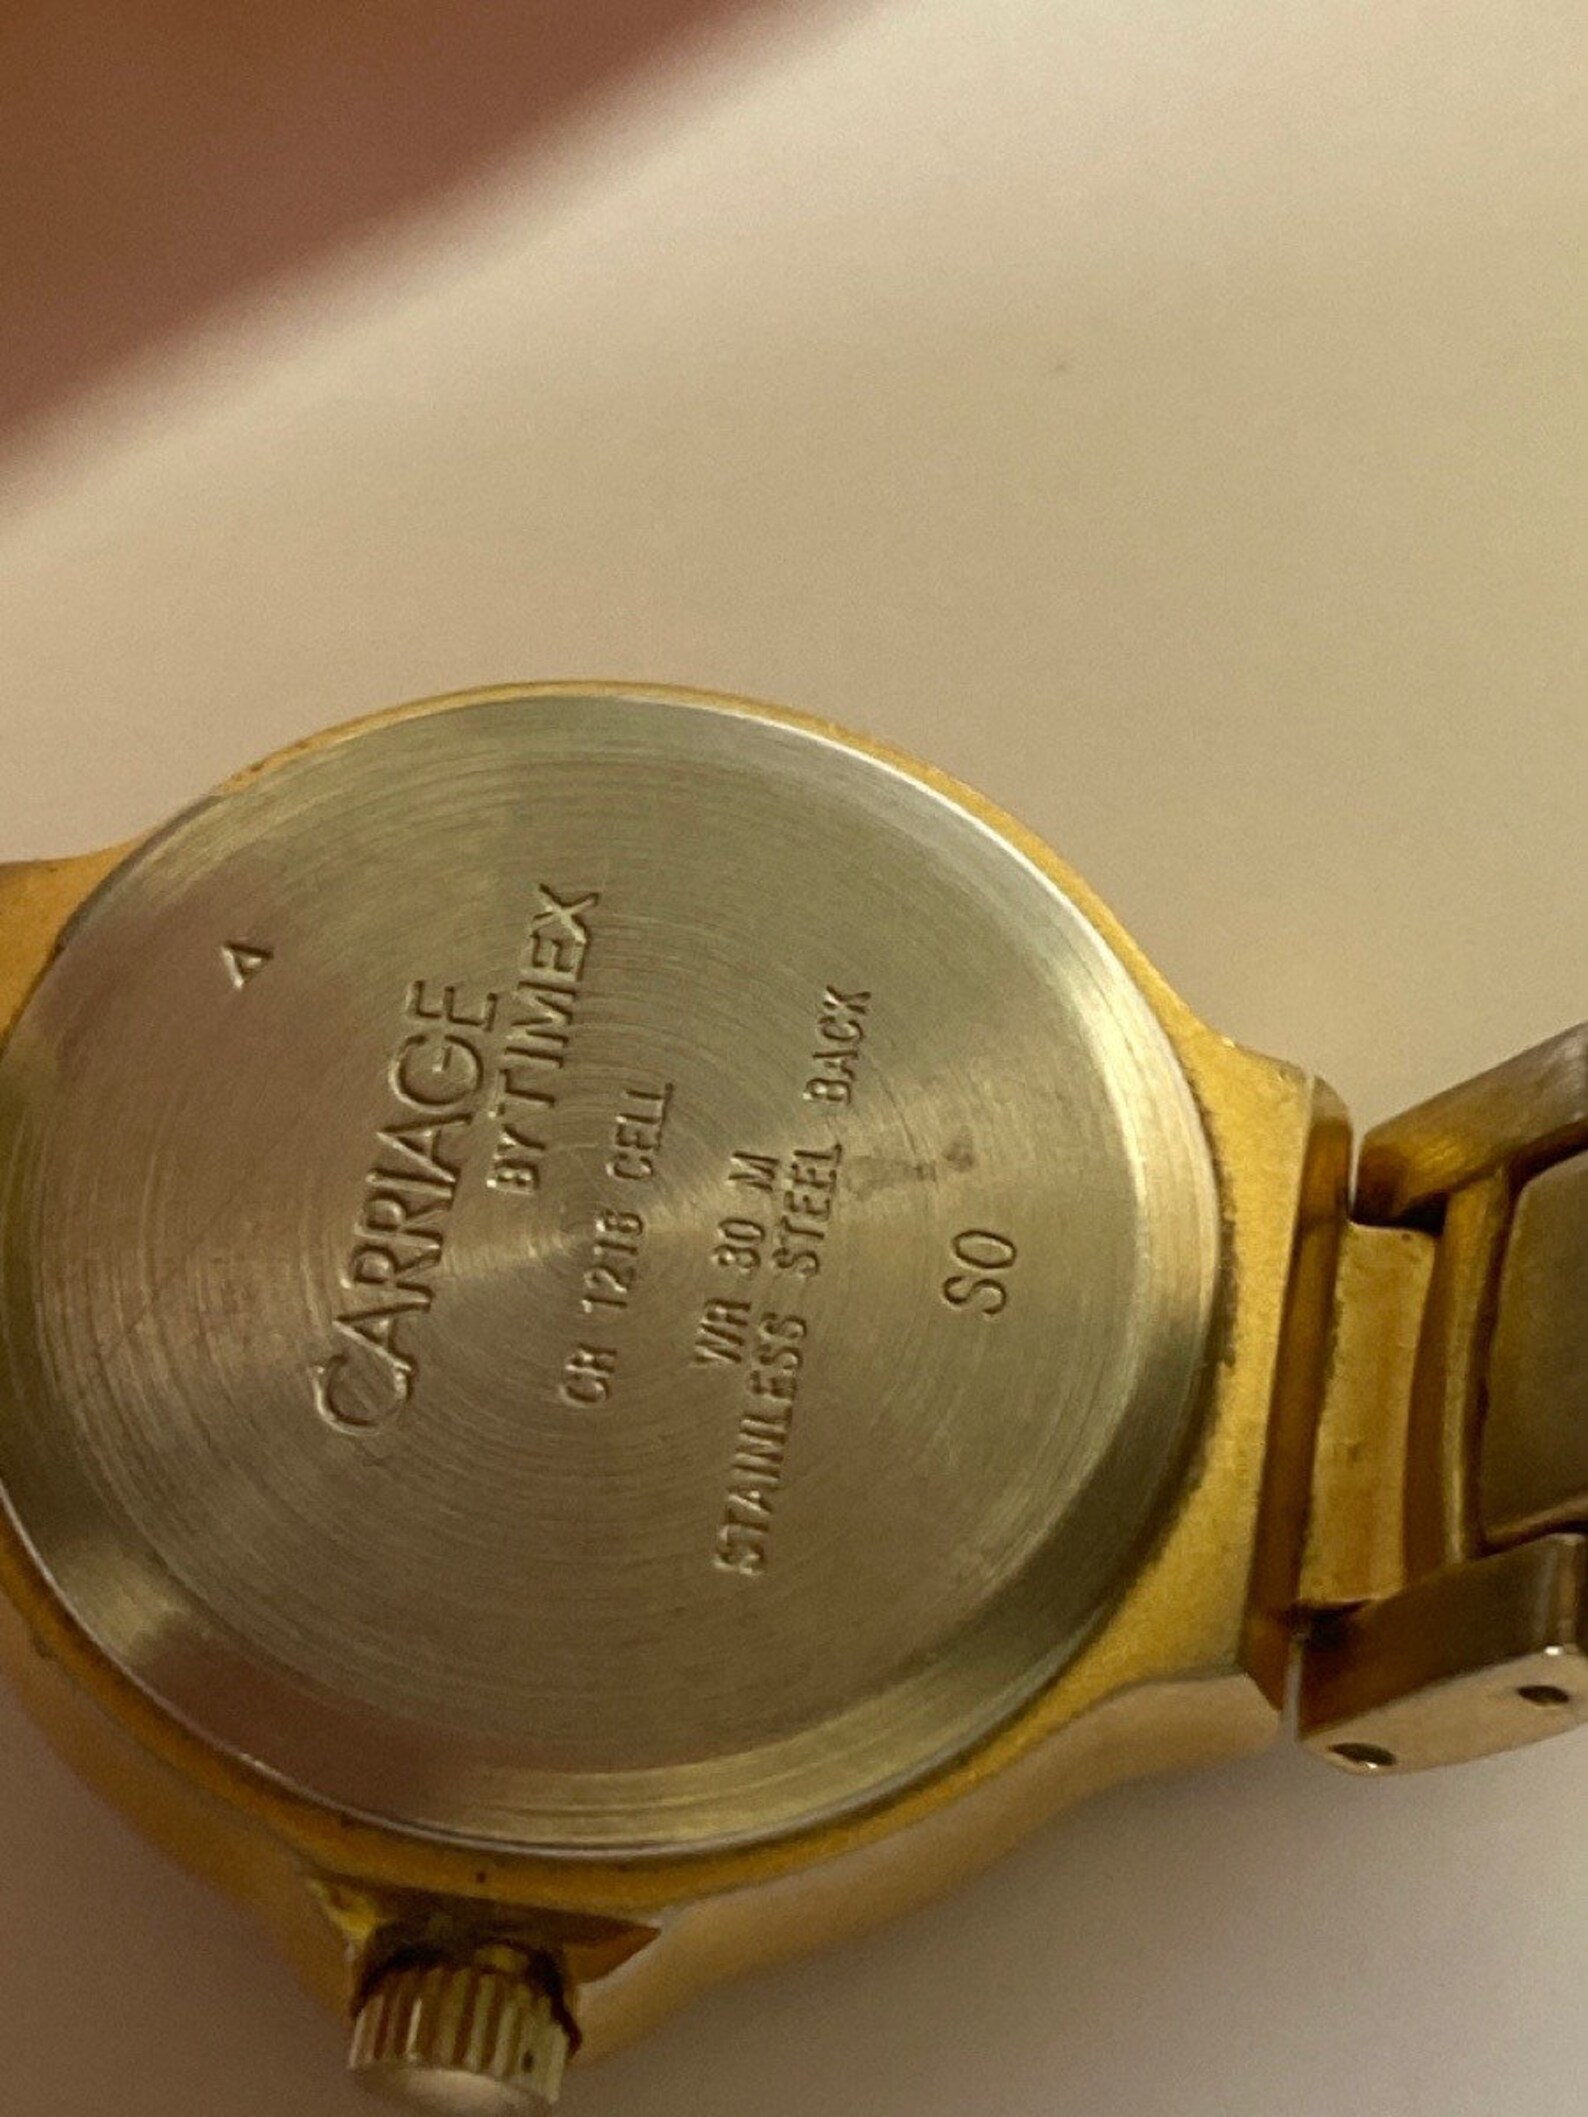 A
CARRIAGE
BY TIMEX
CR 1216 CELL
WR 30 M
STAINLESS STEEL BACK
SO